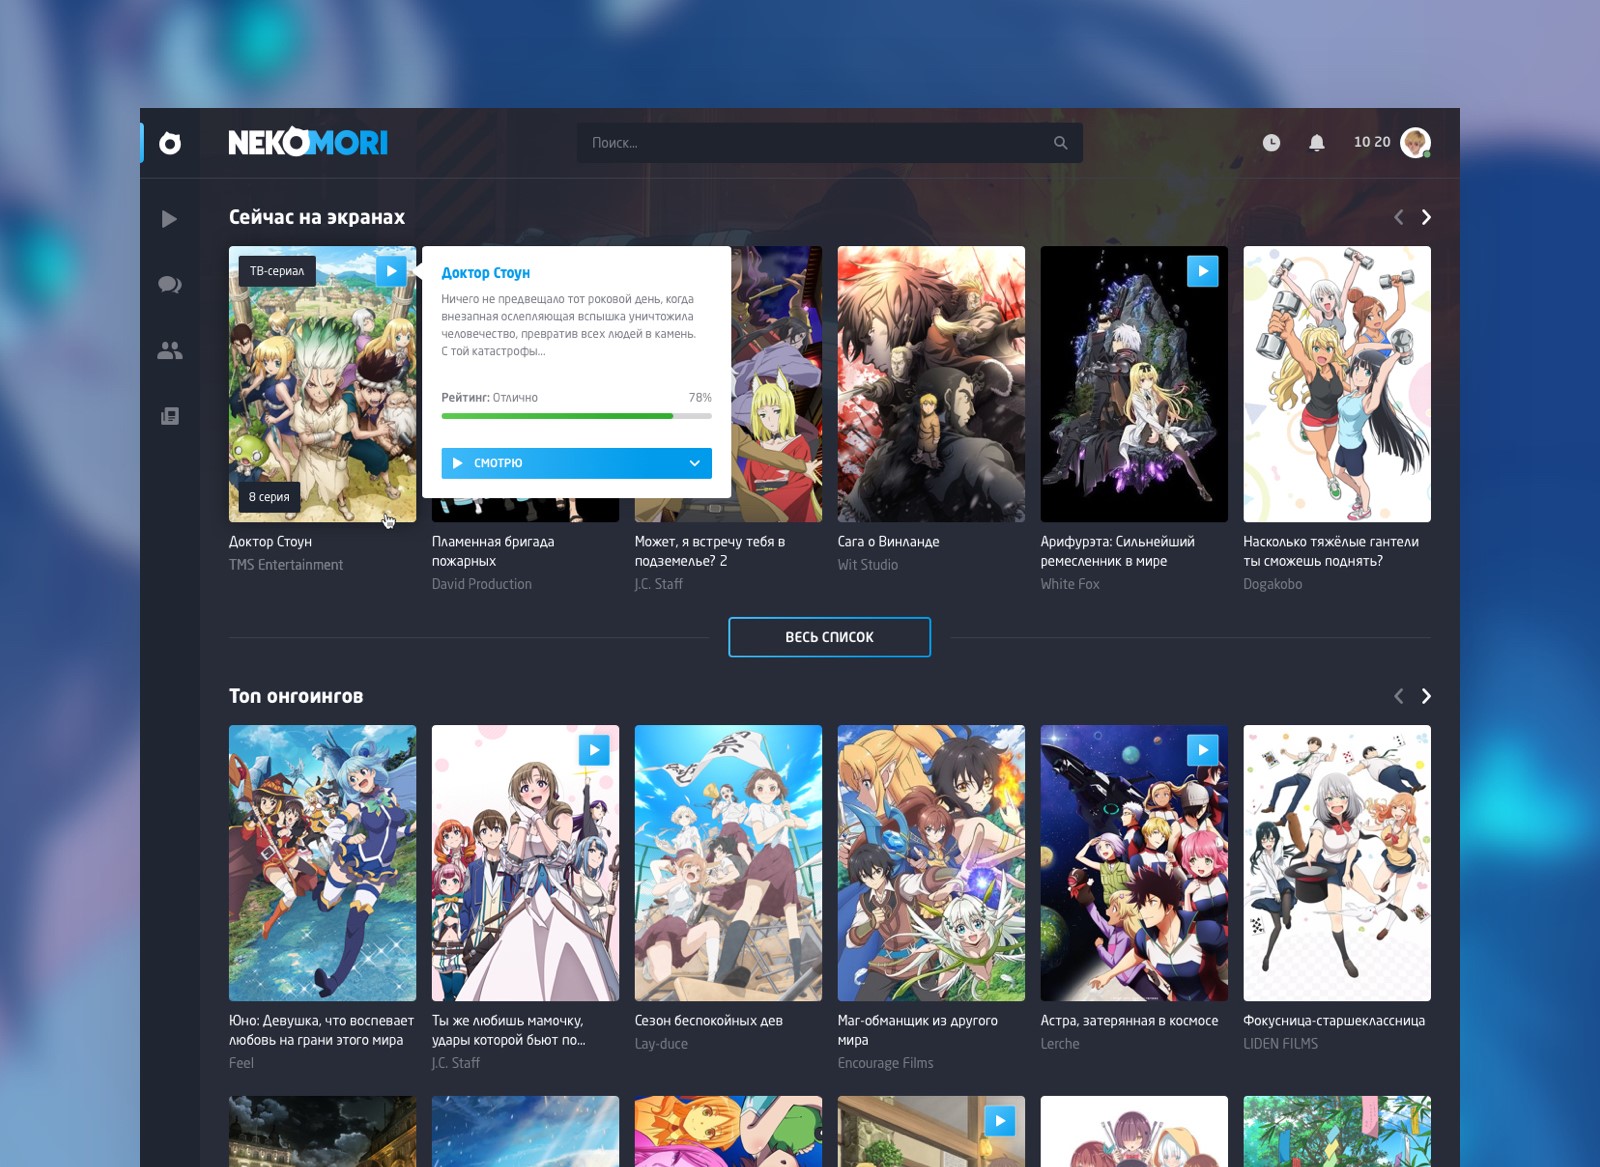 NEKOMORI
Поиск...
10 20
Сейчас на экранах
ТВ-сериал
8 серия
Доктор Стоун
Ничего не предвещало тот роковой день, когда
внезапная ослепляющая вспышка уничтожила
человечество, превратив всех людей в камень.
С той катастрофы...
Рейтинг: Отлично
78%
СМОТРЮ
Доктор Стоун
TMS Entertainment
Пламенная бригада
пожарных
David Production
Может, я встречу тебя в
подземелье? 2
J.C. Staff
Сага о Винланде
Wit Studio
Арифурэта: Сильнейший
ремесленник в мире
White Fox
Насколько тяжёлые гантели
ты сможешь поднять?
Dogakobo
ВЕСЬ СПИСОК
Топ онгоингов
祭
Юно: Девушка, что воспевает
любовь на грани этого мира
Feel
Ты же любишь мамочку,
удары которой бьют по...
J.C. Staff
Сезон беспокойных дев
Lay-duce
Маг-обманщик из другого
мира
Encourage Films
Астра, затерянная в космосе
Lerche
Фокусница-старшеклассница
LIDEN FILMS